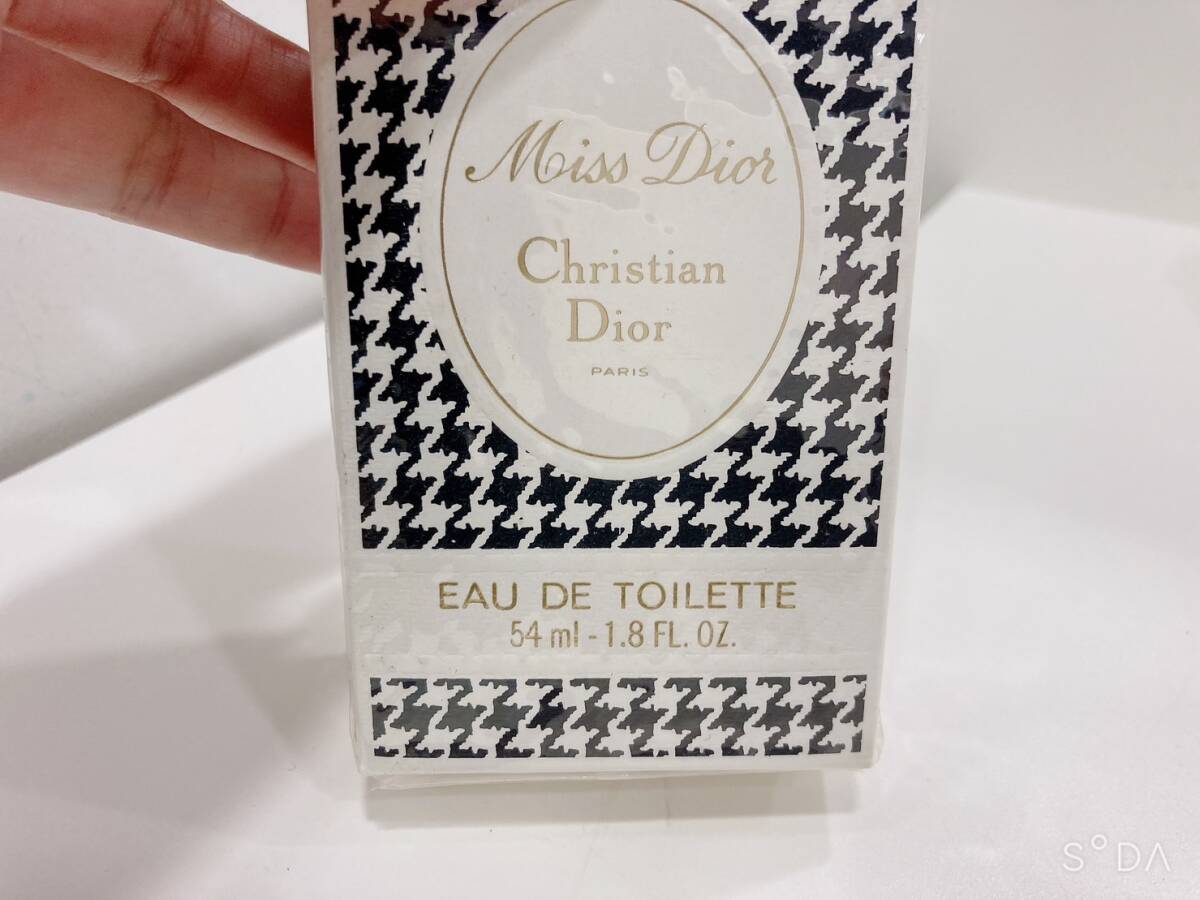 Miss Dior
Christian
Dior
PARIS
EAU DE TOILETTE
54 ml - 1.8 FL. OZ.
S°DA